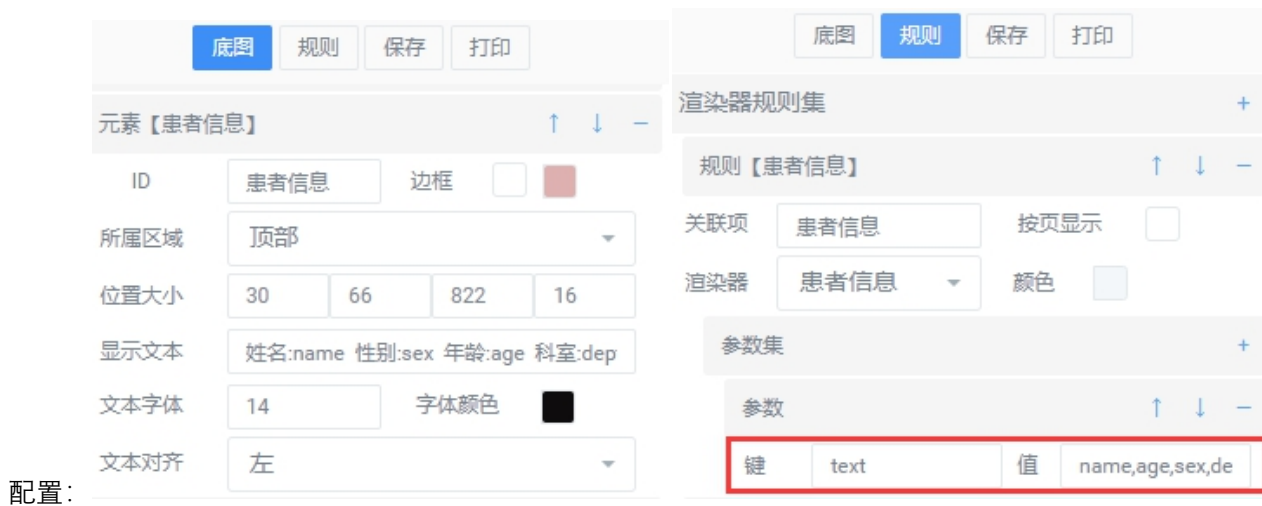 底图 规则 保存 打印
元素【患者信息】 ↑ ↓ −
ID 患者信息 边框
所属区域 顶部
位置大小 30 66 822 16
显示文本 姓名:name 性别:sex 年龄:age 科室:dep
文本字体 14 字体颜色
文本对齐 左
底图 规则 保存 打印
渲染器规则集 +
规则【患者信息】 ↑ ↓ −
关联项 患者信息 按页显示
渲染器 患者信息 颜色
参数集 +
参数 ↑ ↓ −
键 text 值 name,age,sex,de
配置：